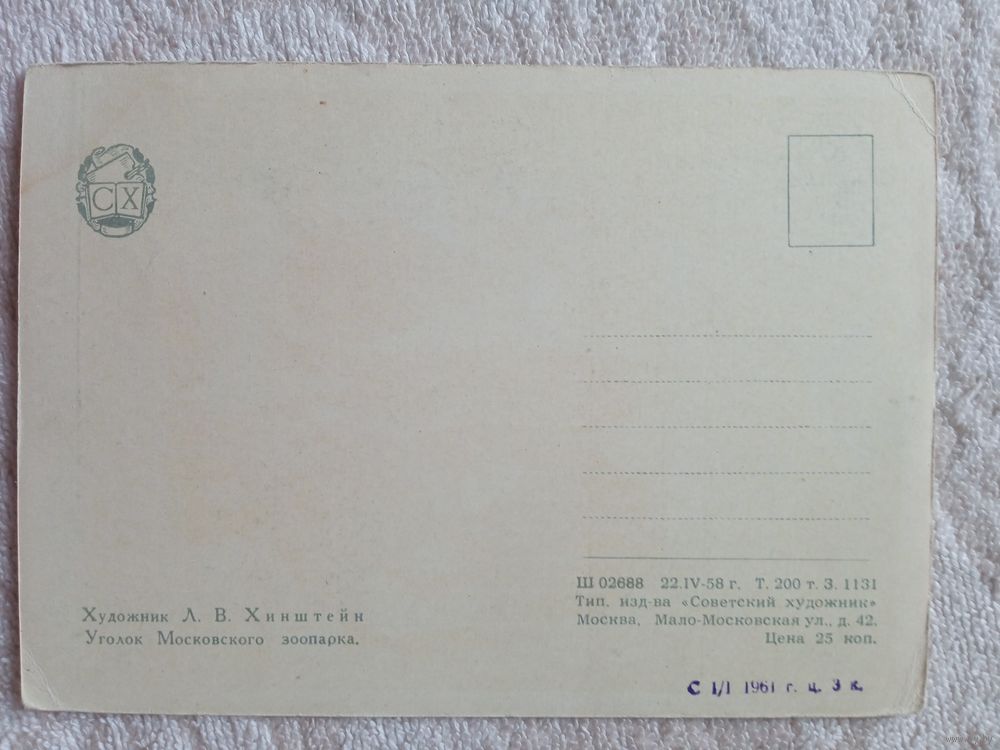 С Х
Художник Л. В. Хинштейн
Уголок Московского зоопарка.
Ш 02688 22.IV-58 г. Т. 200 т. З. 1131
Тип. изд-ва «Советский художник»
Москва, Мало-Московская ул., д. 42.
Цена 25 коп.
С 1/I 1961 г. ц. 3 к.